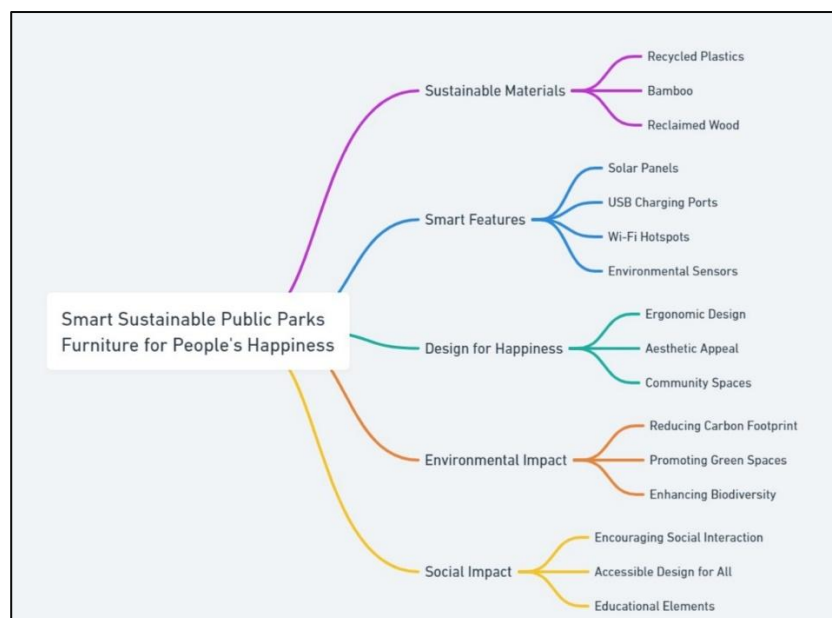 Smart Sustainable Public Parks
Furniture for People's Happiness
Sustainable Materials
Recycled Plastics
Bamboo
Reclaimed Wood
Smart Features
Solar Panels
USB Charging Ports
Wi-Fi Hotspots
Environmental Sensors
Design for Happiness
Ergonomic Design
Aesthetic Appeal
Community Spaces
Environmental Impact
Reducing Carbon Footprint
Promoting Green Spaces
Enhancing Biodiversity
Social Impact
Encouraging Social Interaction
Accessible Design for All
Educational Elements